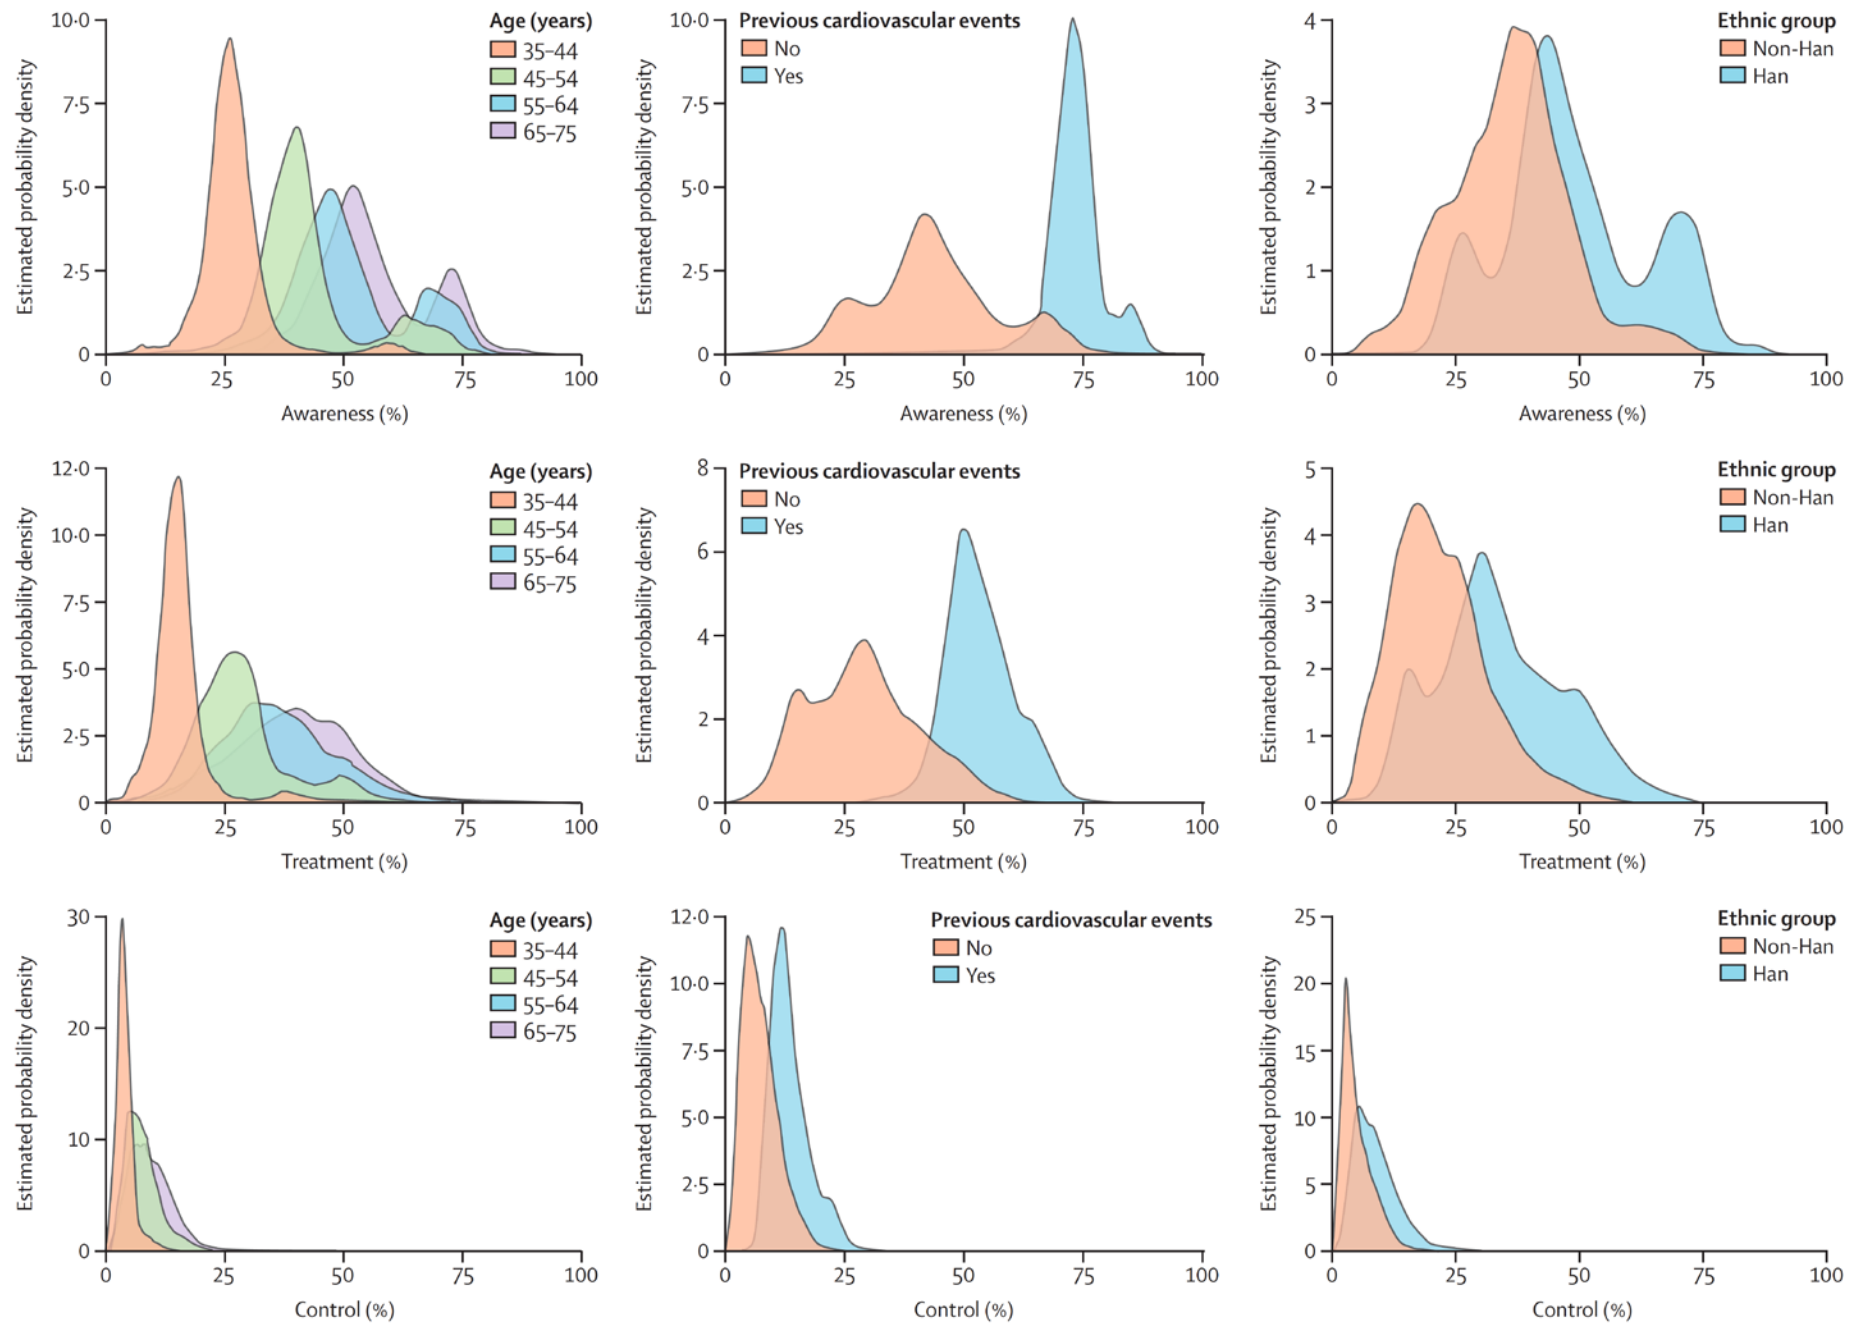 Estimated probability density
10·0
7·5
5·0
2·5
0
0 25 50 75 100
Awareness (%)
Age (years)
35–44
45–54
55–64
65–75
Estimated probability density
10·0
7·5
5·0
2·5
0
0 25 50 75 100
Awareness (%)
Previous cardiovascular events
No
Yes
Estimated probability density
4
3
2
1
0
0 25 50 75 100
Awareness (%)
Ethnic group
Non-Han
Han
Estimated probability density
12·0
10·0
7·5
5·0
2·5
0
0 25 50 75 100
Treatment (%)
Age (years)
35–44
45–54
55–64
65–75
Estimated probability density
8
6
4
2
0
0 25 50 75 100
Treatment (%)
Previous cardiovascular events
No
Yes
Estimated probability density
5
4
3
2
1
0
0 25 50 75 100
Treatment (%)
Ethnic group
Non-Han
Han
Estimated probability density
30
20
10
0
0 25 50 75 100
Control (%)
Age (years)
35–44
45–54
55–64
65–75
Estimated probability density
12·0
10·0
7·5
5·0
2·5
0
0 25 50 75 100
Control (%)
Previous cardiovascular events
No
Yes
Estimated probability density
25
20
15
10
5
0
0 25 50 75 100
Control (%)
Ethnic group
Non-Han
Han